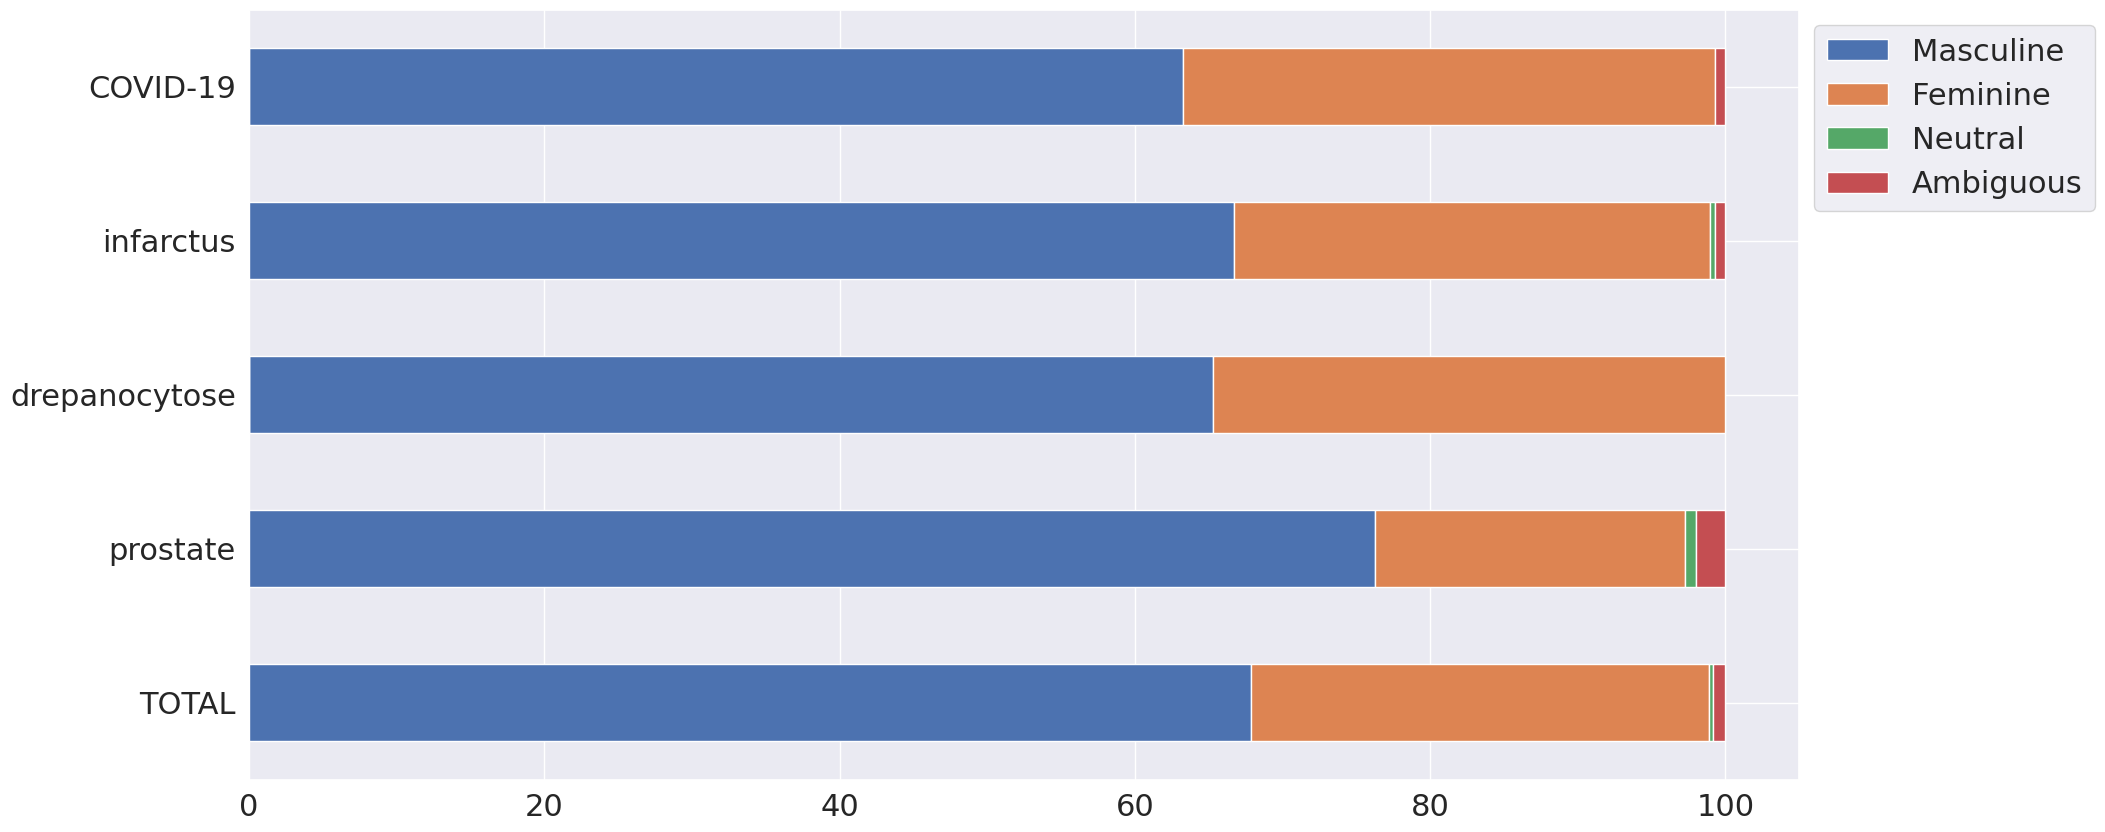 COVID-19
infarctus
drepanocytose
prostate
TOTAL
0 20 40 60 80 100
Masculine
Feminine
Neutral
Ambiguous